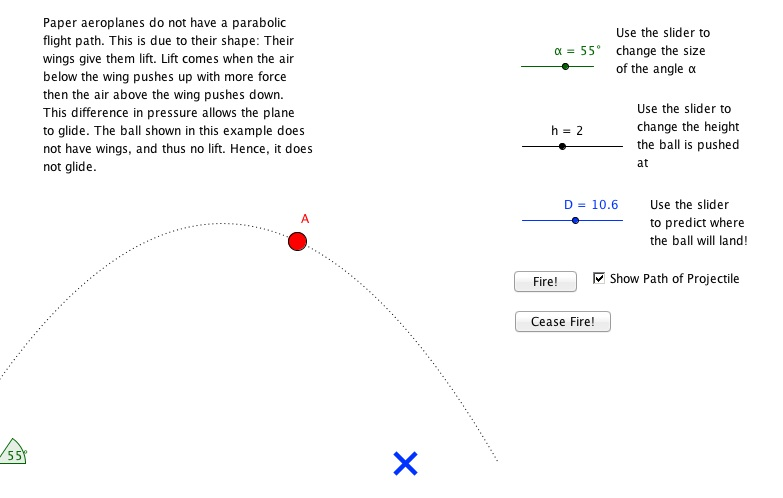 Paper aeroplanes do not have a parabolic
flight path. This is due to their shape: Their
wings give them lift. Lift comes when the air
below the wing pushes up with more force
then the air above the wing pushes down.
This difference in pressure allows the plane
to glide. The ball shown in this example does
not have wings, and thus no lift. Hence, it does
not glide.
α = 55°
Use the slider to
change the size
of the angle α
h = 2
Use the slider to
change the height
the ball is pushed
at
D = 10.6
Use the slider
to predict where
the ball will land!
Fire!
Show Path of Projectile
Cease Fire!
A
55°